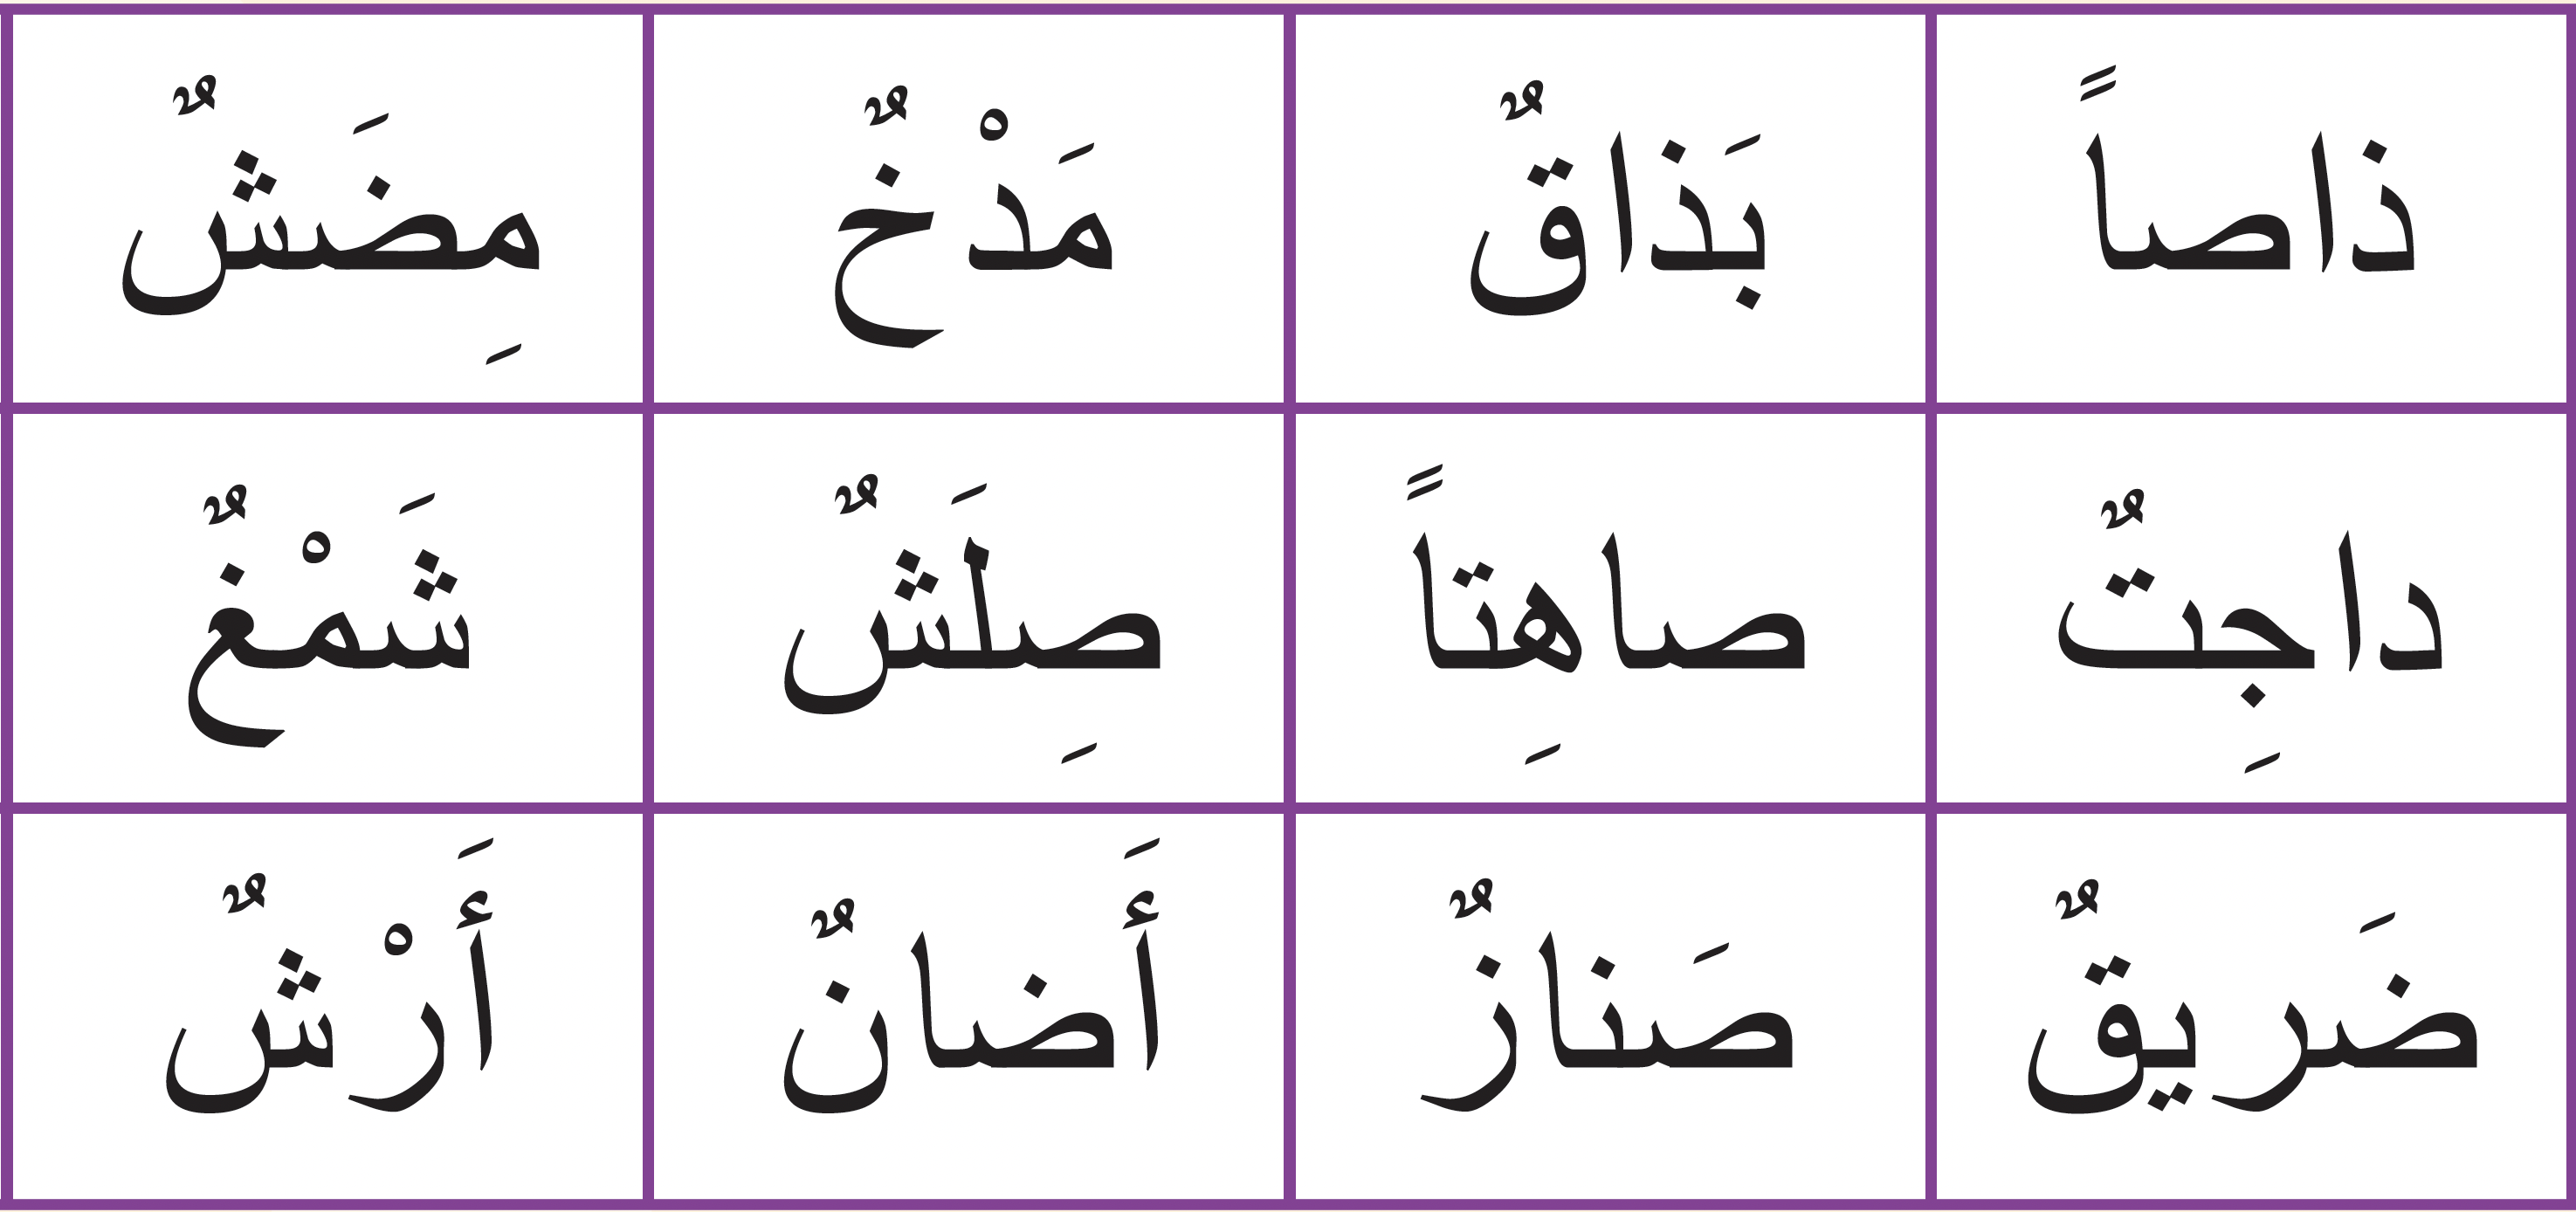 ذاصاً بَذاقٌ مَدْخٌ مِضَشٌ
داجِتٌ صاهِتاً صِلَشٌ شَمْغٌ
ضَريقٌ صَنازٌ أَضانٌ أَرْشٌ